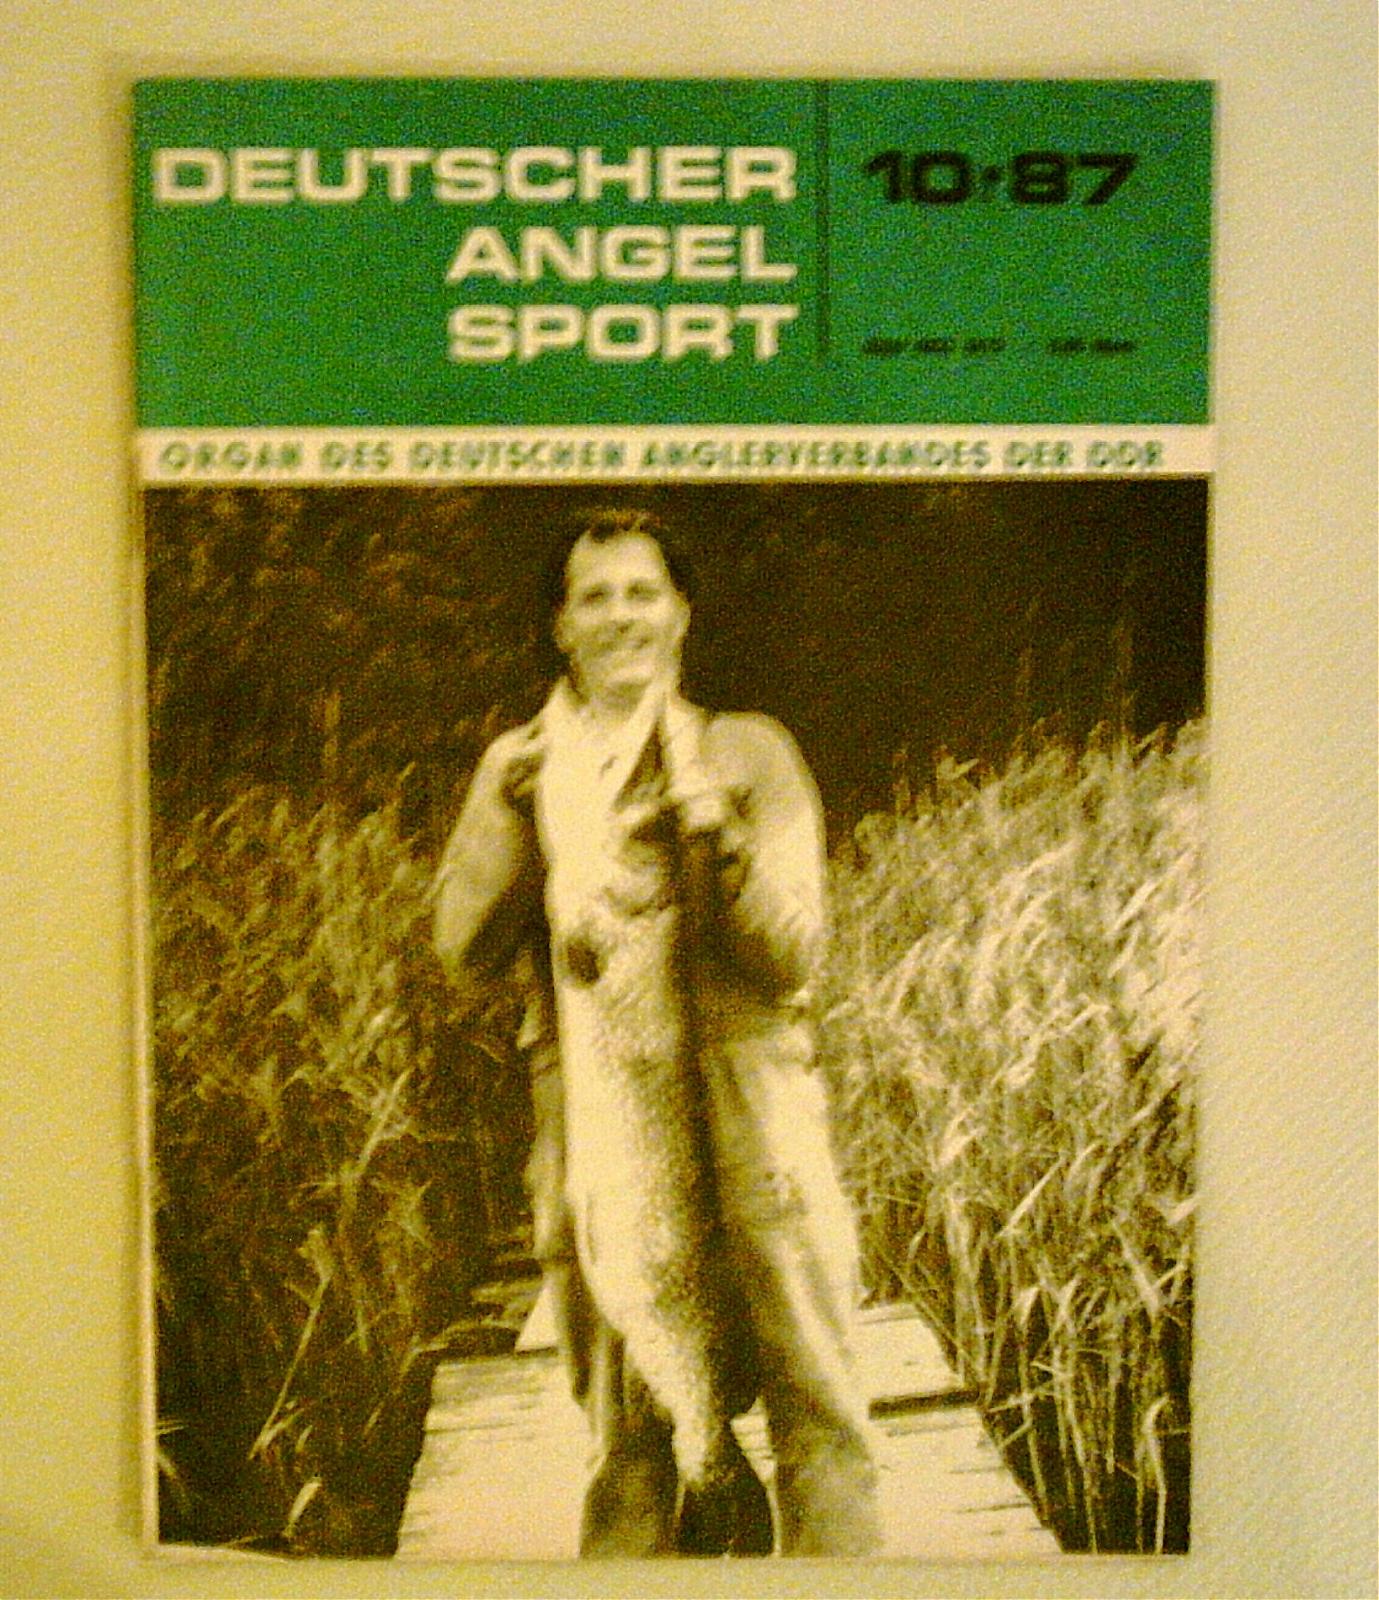 DEUTSCHER
ANGEL
SPORT
10·87
ORGAN DES DEUTSCHEN ANGLERVERBANDES DER DDR